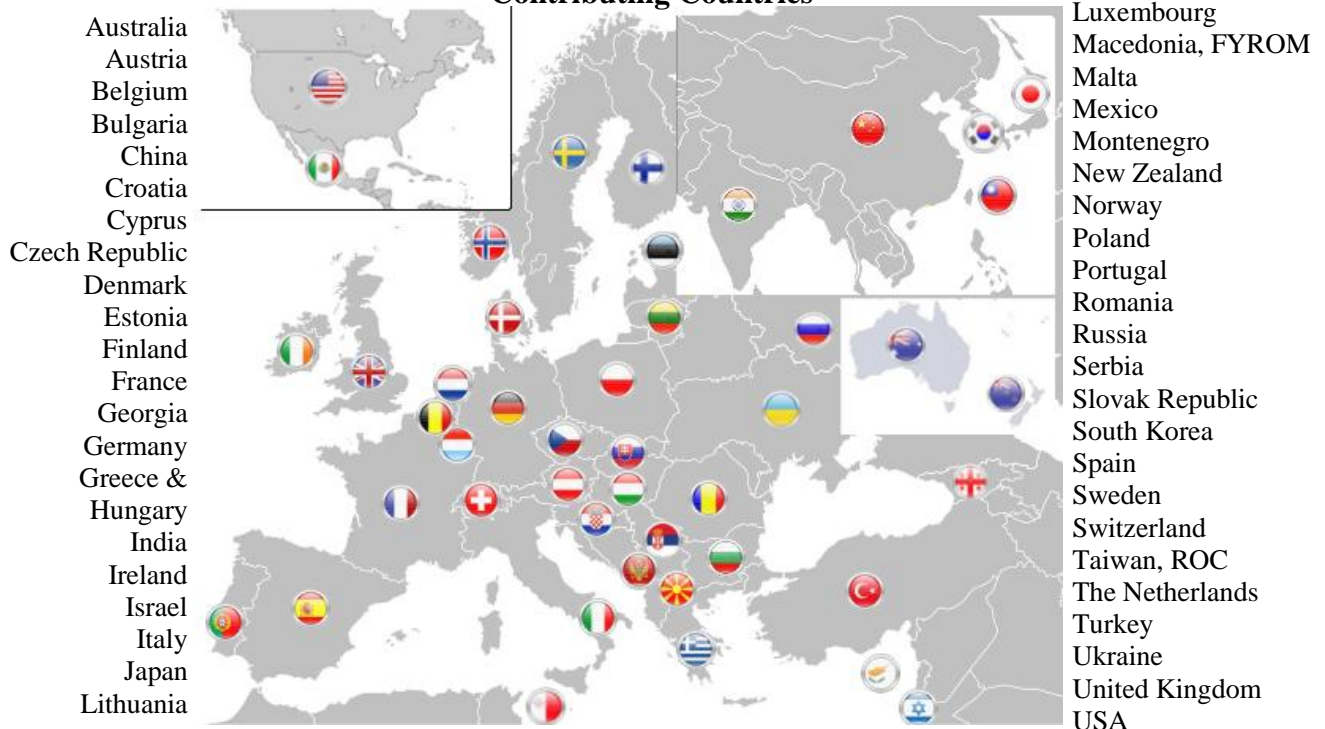 Contributing Countries
Australia
Austria
Belgium
Bulgaria
China
Croatia
Cyprus
Czech Republic
Denmark
Estonia
Finland
France
Georgia
Germany
Greece &
Hungary
India
Ireland
Israel
Italy
Japan
Lithuania
Luxembourg
Macedonia, FYROM
Malta
Mexico
Montenegro
New Zealand
Norway
Poland
Portugal
Romania
Russia
Serbia
Slovak Republic
South Korea
Spain
Sweden
Switzerland
Taiwan, ROC
The Netherlands
Turkey
Ukraine
United Kingdom
USA